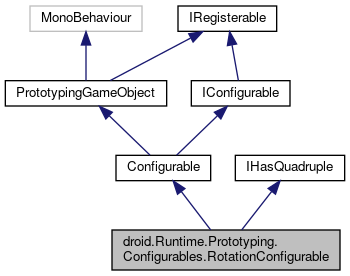 MonoBehaviour
IRegisterable
PrototypingGameObject
IConfigurable
Configurable
IHasQuadruple
droid.Runtime.Prototyping.
Configurables.RotationConfigurable